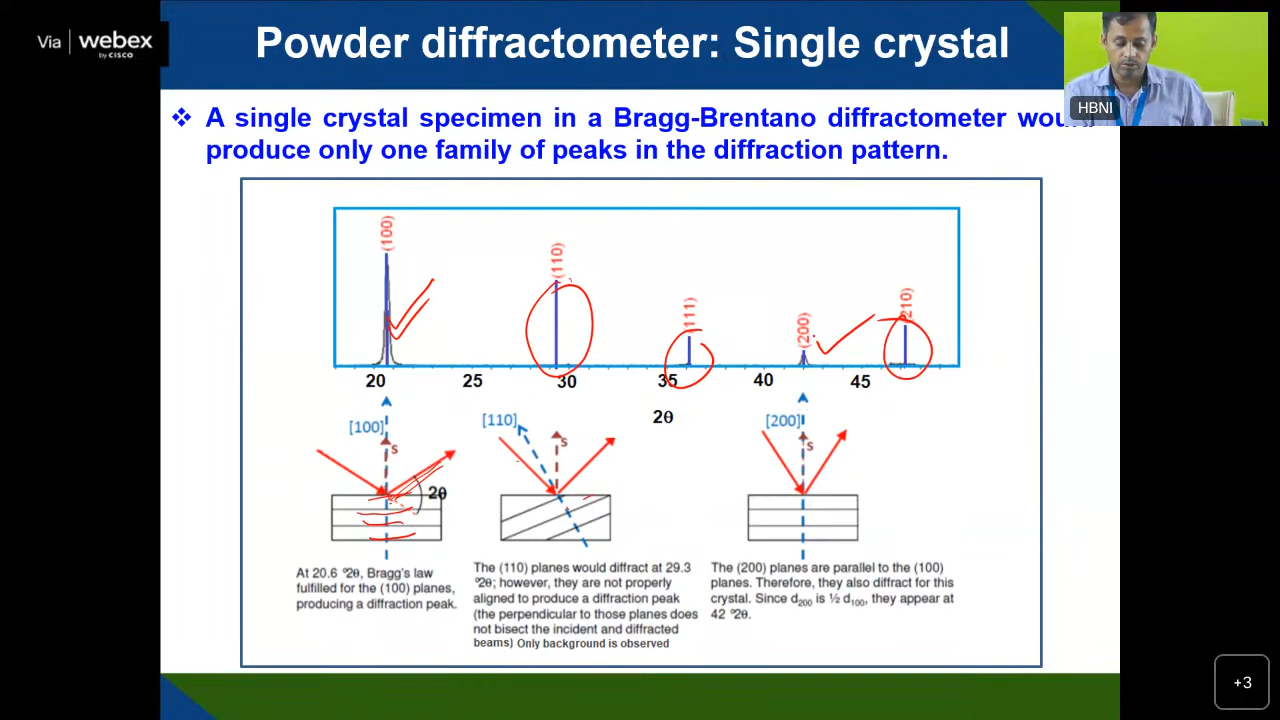 Via webex
by CISCO
Powder diffractometer: Single crystal
HBNI
❖ A single crystal specimen in a Bragg-Brentano diffractometer
produce only one family of peaks in the diffraction pattern.
(100)
(110)
111)
(200)
210)
20
25
30
35
40
45
2θ
[100]
s
2θ
[110]
s
[200]
s
At 20.6 °2θ, Bragg's law
fulfilled for the (100) planes,
producing a diffraction peak.
The (110) planes would diffract at 29.3
°2θ; however, they are not properly
aligned to produce a diffraction peak
(the perpendicular to those planes does
not bisect the incident and diffracted
beams) Only background is observed
The (200) planes are parallel to the (100)
planes. Therefore, they also diffract for this
crystal. Since d200 is ½ d100, they appear at
42 °2θ.
+3